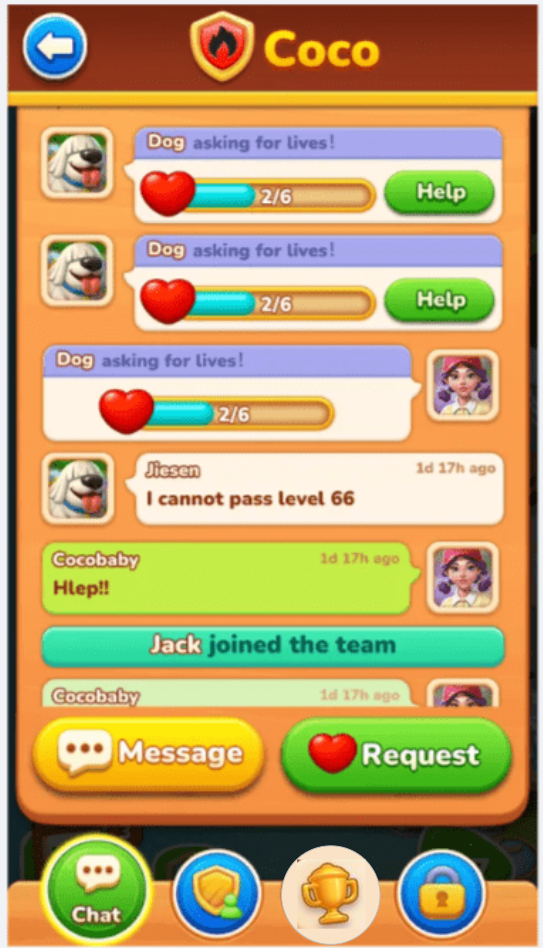 Coco
Dog asking for lives!
2/6
Help
Dog asking for lives!
2/6
Help
Dog asking for lives!
2/6
Jiesen 1d 17h ago
I cannot pass level 66
Cocobaby 1d 17h ago
Hlep!!
Jack joined the team
Cocobaby 1d 17h ago
Message
Request
Chat